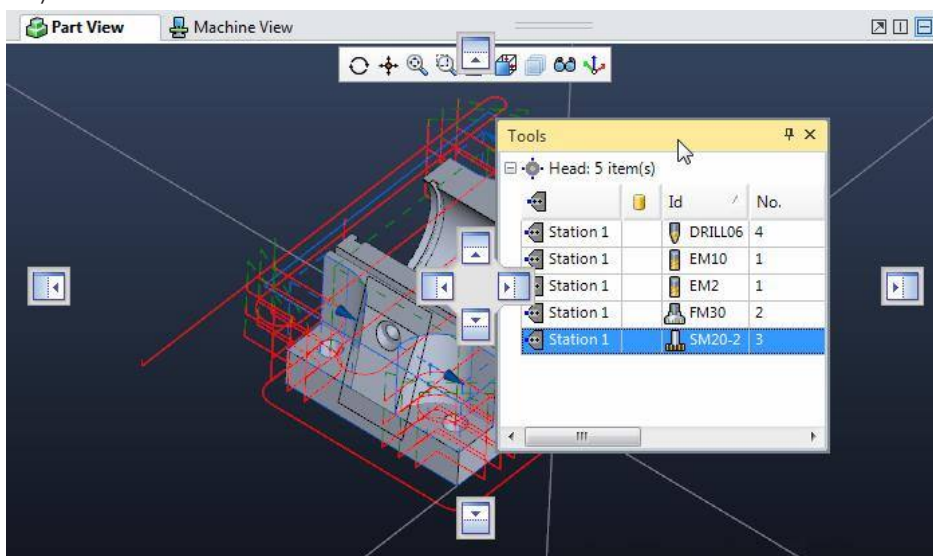 Part View Machine View
Tools
Head: 5 item(s)
Id No.
Station 1 DRILL06 4
Station 1 EM10 1
Station 1 EM2 1
Station 1 FM30 2
Station 1 SM20-2 3